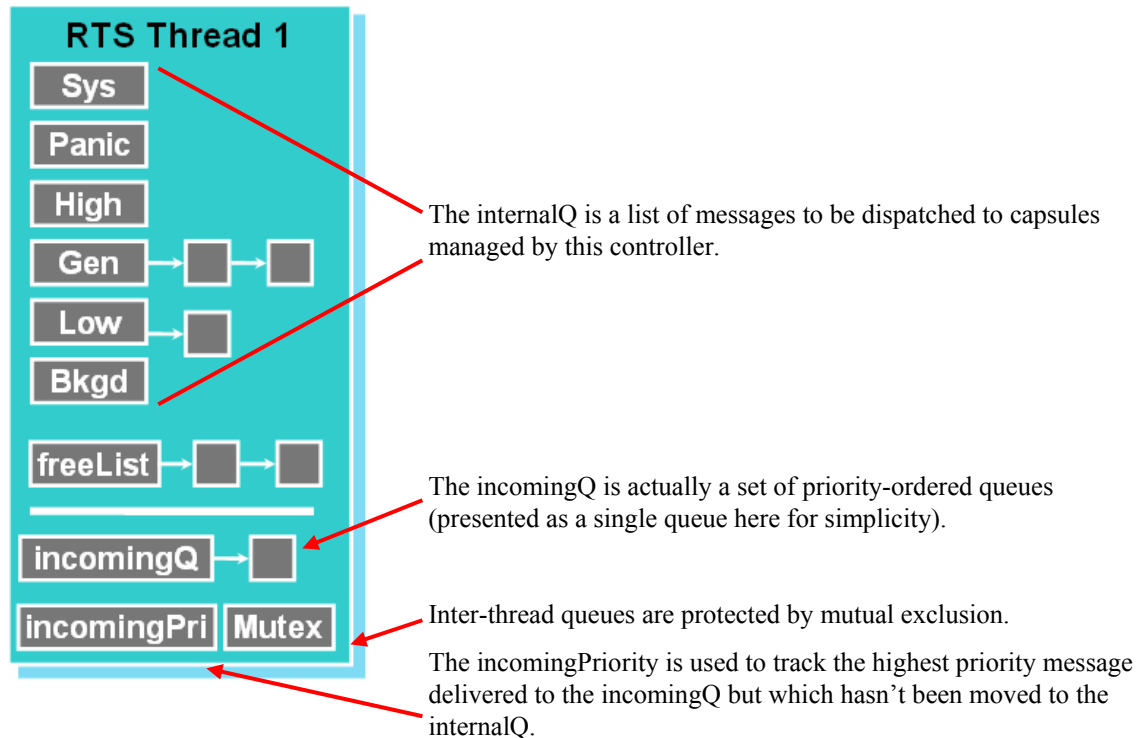 RTS Thread 1
Sys
Panic
High
Gen
Low
Bkgd
freeList
incomingQ
incomingPri Mutex
The internalQ is a list of messages to be dispatched to capsules
managed by this controller.
The incomingQ is actually a set of priority-ordered queues
(presented as a single queue here for simplicity).
Inter-thread queues are protected by mutual exclusion.
The incomingPriority is used to track the highest priority message
delivered to the incomingQ but which hasn’t been moved to the
internalQ.